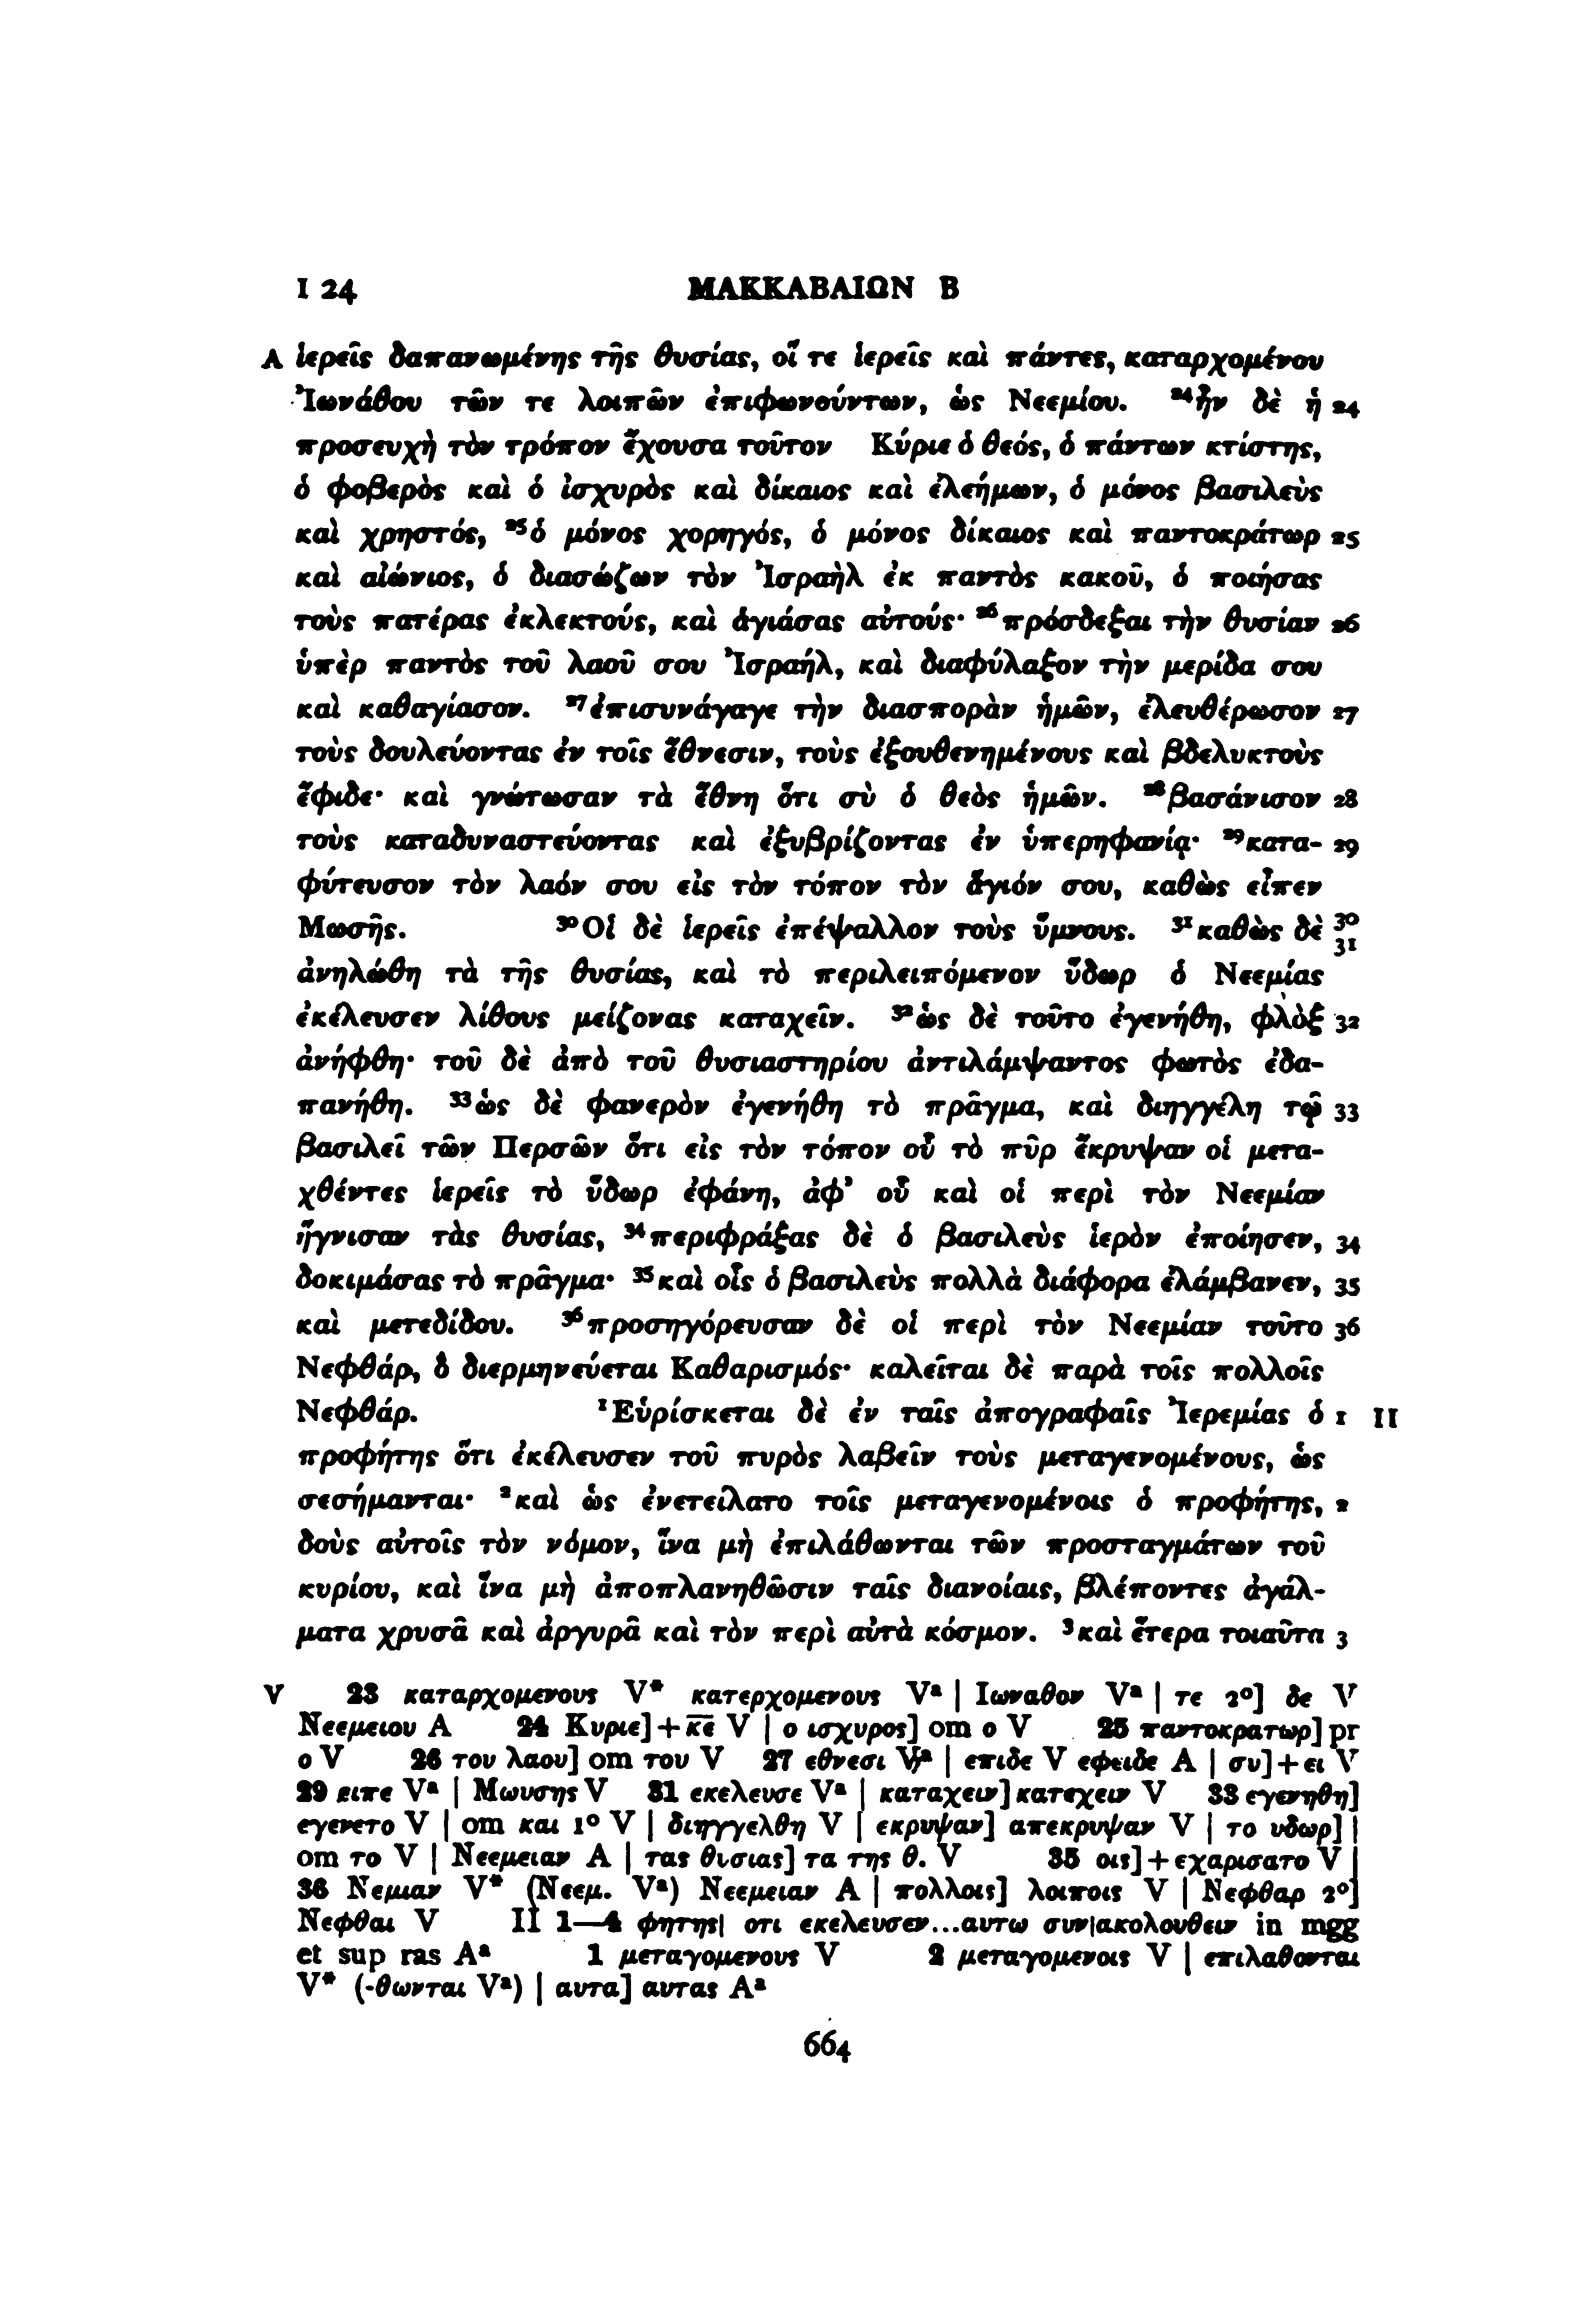 I 24 ΜΑΚΚΑΒΑΙΩΝ Β
A ἱερεῖς δαπανωμένης τῆς θυσίας, οἵ τε ἱερεῖς καὶ πάντες, καταρχομένου
Ἰωνάθου τῶν τε λοιπῶν ἐπιφωνούντων, ὡς Νεεμίου. ²⁴ἦν δὲ ἡ 24
προσευχὴ τὸν τρόπον ἔχουσα τοῦτον Κύριε ὁ θεός, ὁ πάντων κτίστης,
ὁ φοβερὸς καὶ ὁ ἰσχυρὸς καὶ δίκαιος καὶ ἐλεήμων, ὁ μόνος βασιλεὺς
καὶ χρηστός, ²⁵ὁ μόνος χορηγός, ὁ μόνος δίκαιος καὶ παντοκράτωρ 25
καὶ αἰώνιος, ὁ διασώζων τὸν Ἰσραὴλ ἐκ παντὸς κακοῦ, ὁ ποιήσας
τοὺς πατέρας ἐκλεκτούς, καὶ ἁγιάσας αὐτούς· ²⁶πρόσδεξαι τὴν θυσίαν 26
ὑπὲρ παντὸς τοῦ λαοῦ σου Ἰσραήλ, καὶ διαφύλαξον τὴν μερίδα σου
καὶ καθαγίασον. ²⁷ἐπισυνάγαγε τὴν διασπορὰν ἡμῶν, ἐλευθέρωσον 27
τοὺς δουλεύοντας ἐν τοῖς ἔθνεσιν, τοὺς ἐξουθενημένους καὶ βδελυκτοὺς
ἔφιδε· καὶ γνώτωσαν τὰ ἔθνη ὅτι σὺ ὁ θεὸς ἡμῶν. ²⁸βασάνισον 28
τοὺς καταδυναστεύοντας καὶ ἐξυβρίζοντας ἐν ὑπερηφανίᾳ· ²⁹κατα- 29
φύτευσον τὸν λαόν σου εἰς τὸν τόπον τὸν ἅγιόν σου, καθὼς εἶπεν
Μωσῆς. ³⁰Οἱ δὲ ἱερεῖς ἐπέψαλλον τοὺς ὕμνους. ³¹καθὼς δὲ 30
31
ἀνηλώθη τὰ τῆς θυσίας, καὶ τὸ περιλειπόμενον ὕδωρ ὁ Νεεμίας
ἐκέλευσεν λίθους μείζονας καταχεῖν. ³²ὡς δὲ τοῦτο ἐγενήθη, φλὸξ 32
ἀνήφθη· τοῦ δὲ ἀπὸ τοῦ θυσιαστηρίου ἀντιλάμψαντος φωτὸς ἐδα-
πανήθη. ³³ὡς δὲ φανερὸν ἐγενήθη τὸ πρᾶγμα, καὶ διηγγέλη τῷ 33
βασιλεῖ τῶν Περσῶν ὅτι εἰς τὸν τόπον οὗ τὸ πῦρ ἔκρυψαν οἱ μετα-
χθέντες ἱερεῖς τὸ ὕδωρ ἐφάνη, ἀφ' οὗ καὶ οἱ περὶ τὸν Νεεμίαν
ἥγνισαν τὰς θυσίας, ³⁴περιφράξας δὲ ὁ βασιλεὺς ἱερὸν ἐποίησεν, 34
δοκιμάσας τὸ πρᾶγμα· ³⁵καὶ οἷς ὁ βασιλεὺς πολλὰ διάφορα ἐλάμβανεν, 35
καὶ μετεδίδου. ³⁶προσηγόρευσαν δὲ οἱ περὶ τὸν Νεεμίαν τοῦτο 36
Νεφθάρ, ὃ διερμηνεύεται Καθαρισμός· καλεῖται δὲ παρὰ τοῖς πολλοῖς
Νεφθάρ. ¹Εὑρίσκεται δὲ ἐν ταῖς ἀπογραφαῖς Ἰερεμίας ὁ 1 II
προφήτης ὅτι ἐκέλευσεν τοῦ πυρὸς λαβεῖν τοὺς μεταγενομένους, ὡς
σεσήμανται· ²καὶ ὡς ἐνετείλατο τοῖς μεταγενομένοις ὁ προφήτης, 2
δοὺς αὐτοῖς τὸν νόμον, ἵνα μὴ ἐπιλάθωνται τῶν προσταγμάτων τοῦ
κυρίου, καὶ ἵνα μὴ ἀποπλανηθῶσιν ταῖς διανοίαις, βλέποντες ἀγάλ-
ματα χρυσᾶ καὶ ἀργυρᾶ καὶ τὸν περὶ αὐτὰ κόσμον. ³καὶ ἕτερα τοιαῦτα 3
V 23 καταρχομενους V* κατερχομενους Vᵃ | Ιωναθον Vᵃ | τε 2°] δε V
Νεεμειου A 24 Κυριε]+κ̅ε̅ V | ο ισχυρος] om ο V 25 παντοκρατωρ] pr
ο V 26 του λαου] om του V 27 εθνεσι Vᵃ | επιδε V εφειδε A | συ]+ει V
29 ειπε Vᵃ | Μωυσης V 31 εκελευσε Vᵃ | καταχειν] κατεχειν V 33 εγενηθη]
εγενετο V | om και 1° V | διηγγελθη V | εκρυψαν] απεκρυψαν V | το υδωρ] |
om το V | Νεεμειαν A | τας θυσιας] τα της θ. V 35 οις]+εχαρισατο V |
36 Νεμιαν V* (Νεεμ. Vᵃ) Νεεμειαν A | πολλοις] λοιποις V | Νεφθαρ 2°]
Νεφθαι V II 1—4 φητης| οτι εκελευσεν...αυτω συν|ακολουθειν in mgg
et sup ras Aᵃ 1 μεταγομενους V 2 μεταγομενοις V | επιλαθονται
V* (-θωνται Vᵃ) | αυτα] αυτας Aᵃ
664